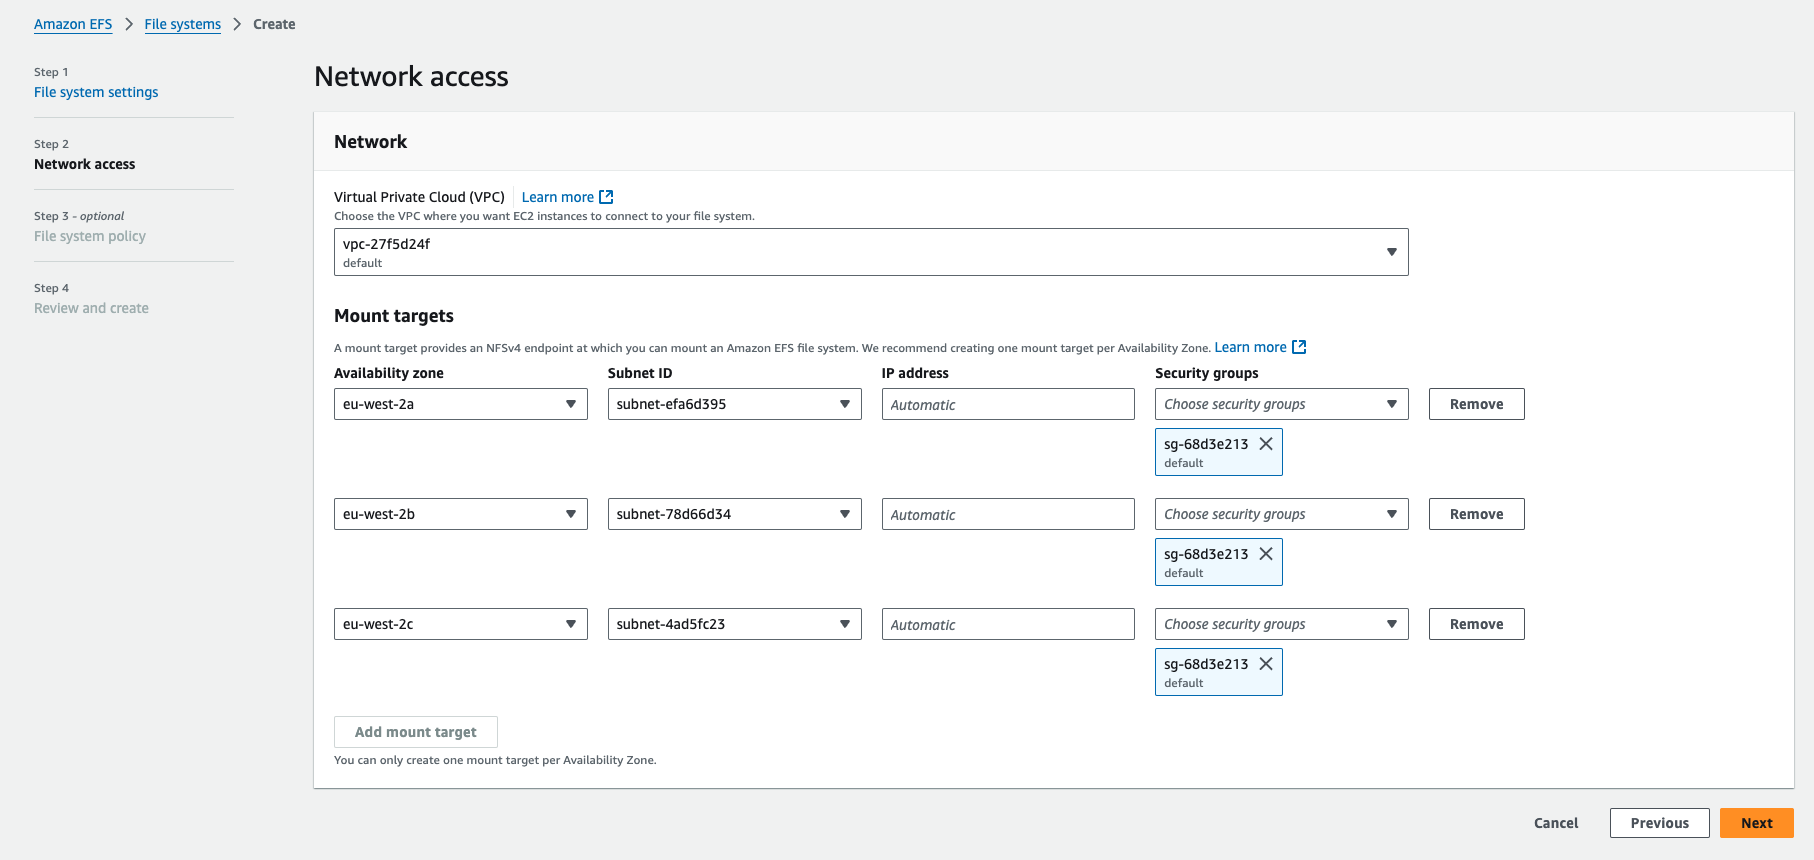 Amazon EFS > File systems > Create
Step 1
File system settings
Step 2
Network access
Step 3 - optional
File system policy
Step 4
Review and create
Network access
Network
Virtual Private Cloud (VPC) Learn more
Choose the VPC where you want EC2 instances to connect to your file system.
vpc-27f5d24f
default
Mount targets
A mount target provides an NFSv4 endpoint at which you can mount an Amazon EFS file system. We recommend creating one mount target per Availability Zone. Learn more
Availability zone Subnet ID IP address Security groups
eu-west-2a subnet-efa6d395 Automatic Choose security groups Remove
sg-68d3e213
default
eu-west-2b subnet-78d66d34 Automatic Choose security groups Remove
sg-68d3e213
default
eu-west-2c subnet-4ad5fc23 Automatic Choose security groups Remove
sg-68d3e213
default
Add mount target
You can only create one mount target per Availability Zone.
Cancel Previous Next